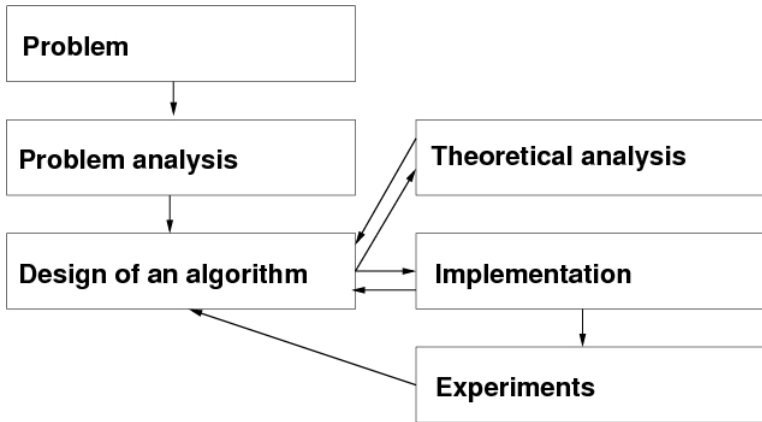 Problem
Problem analysis
Theoretical analysis
Design of an algorithm
Implementation
Experiments